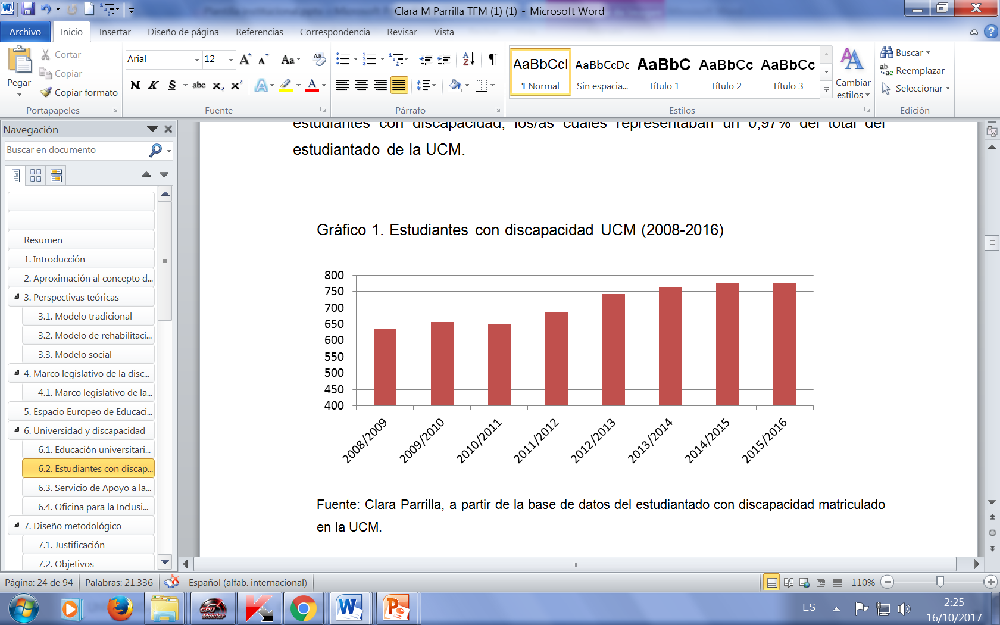 Clara M Parrilla TFM (1) (1) - Microsoft Word
Archivo Inicio Insertar Diseño de página Referencias Correspondencia Revisar Vista
Pegar
Cortar
Copiar
Copiar formato
Portapapeles
Arial 12
Fuente
Párrafo
AaBbCcI AaBbCcDc AaBbC AaBbCc AaBbCc
¶ Normal Sin espacia... Título 1 Título 2 Título 3
Cambiar
estilos
Estilos
Buscar
Reemplazar
Seleccionar
Edición
Navegación
Buscar en documento
Resumen
1. Introducción
2. Aproximación al concepto d...
3. Perspectivas teóricas
3.1. Modelo tradicional
3.2. Modelo de rehabilitaci...
3.3. Modelo social
4. Marco legislativo de la disc...
4.1. Marco legislativo de la...
5. Espacio Europeo de Educaci...
6. Universidad y discapacidad
6.1. Educación universitari...
6.2. Estudiantes con discap...
6.3. Servicio de Apoyo a la...
6.4. Oficina para la Inclusi...
7. Diseño metodológico
7.1. Justificación
7.2. Objetivos
estudiantes con discapacidad, los/as cuales representaban un 0,97% del total del
estudiantado de la UCM.
Gráfico 1. Estudiantes con discapacidad UCM (2008-2016)
800
750
700
650
600
550
500
450
400
2008/2009 2009/2010 2010/2011 2011/2012 2012/2013 2013/2014 2014/2015 2015/2016
Fuente: Clara Parrilla, a partir de la base de datos del estudiantado con discapacidad matriculado
en la UCM.
Página: 24 de 94 Palabras: 21.336 Español (alfab. internacional) 110%
ES
2:25
16/10/2017